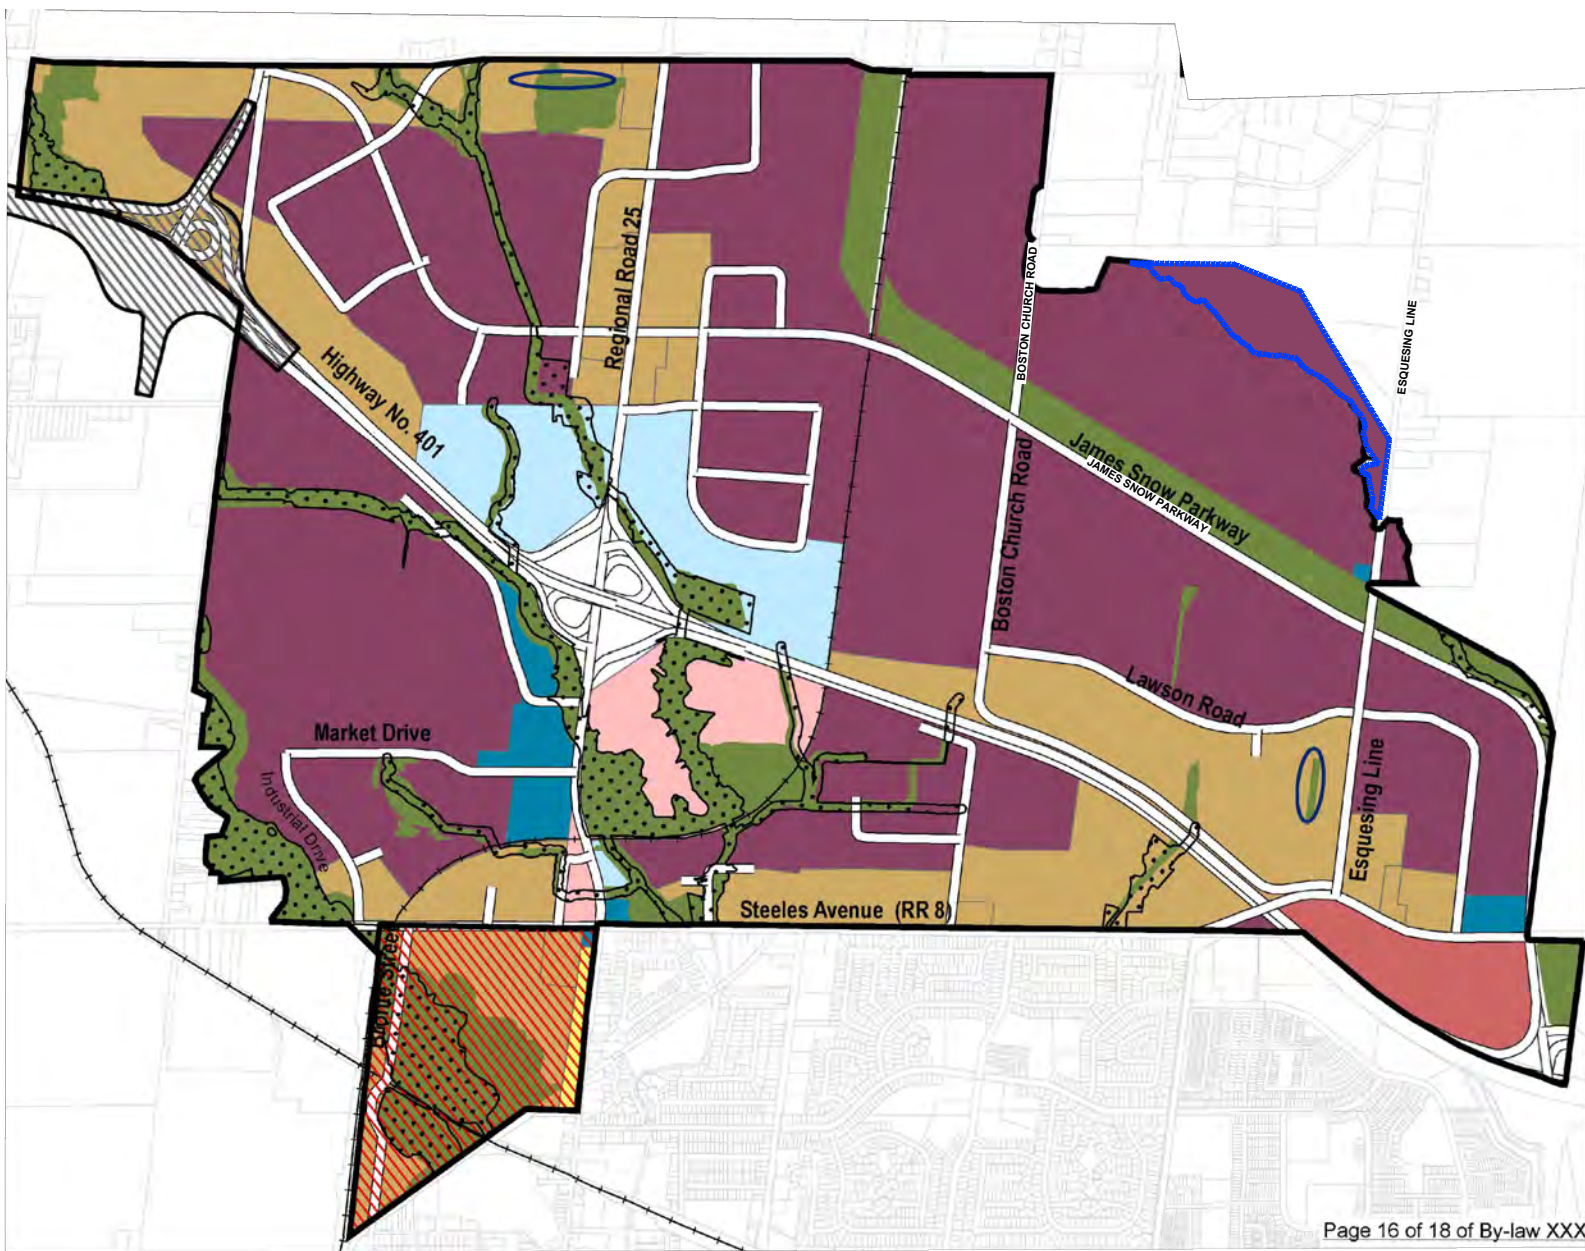 Regional Road 25
BOSTON CHURCH ROAD
ESQUESING LINE
Highway No. 401
James Snow Parkway
JAMES SNOW PARKWAY
Boston Church Road
Lawson Road
Market Drive
Industrial Drive
Esquesing Line
Steeles Avenue (RR 8)
Street
Page 16 of 18 of By-law XXX